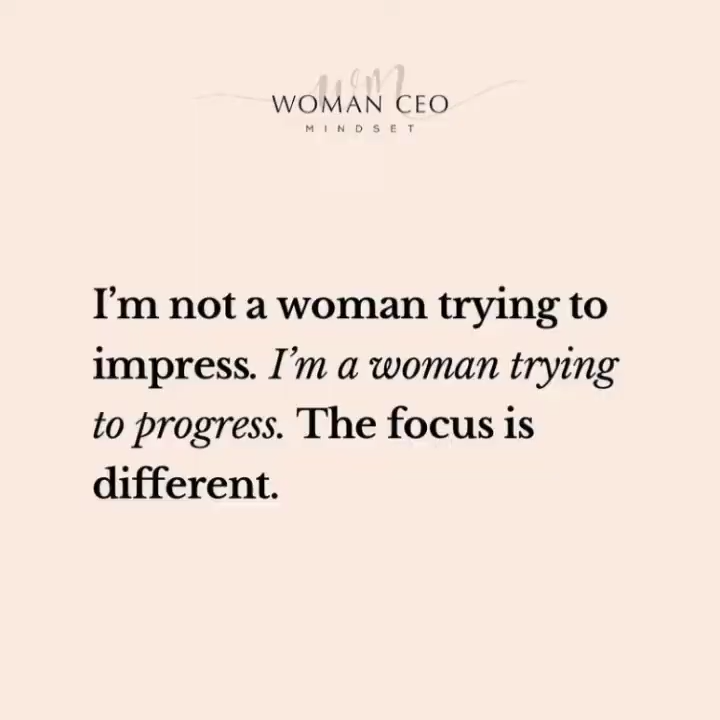 WOMAN CEO
MINDSET
I'm not a woman trying to
impress. I'm a woman trying
to progress. The focus is
different.